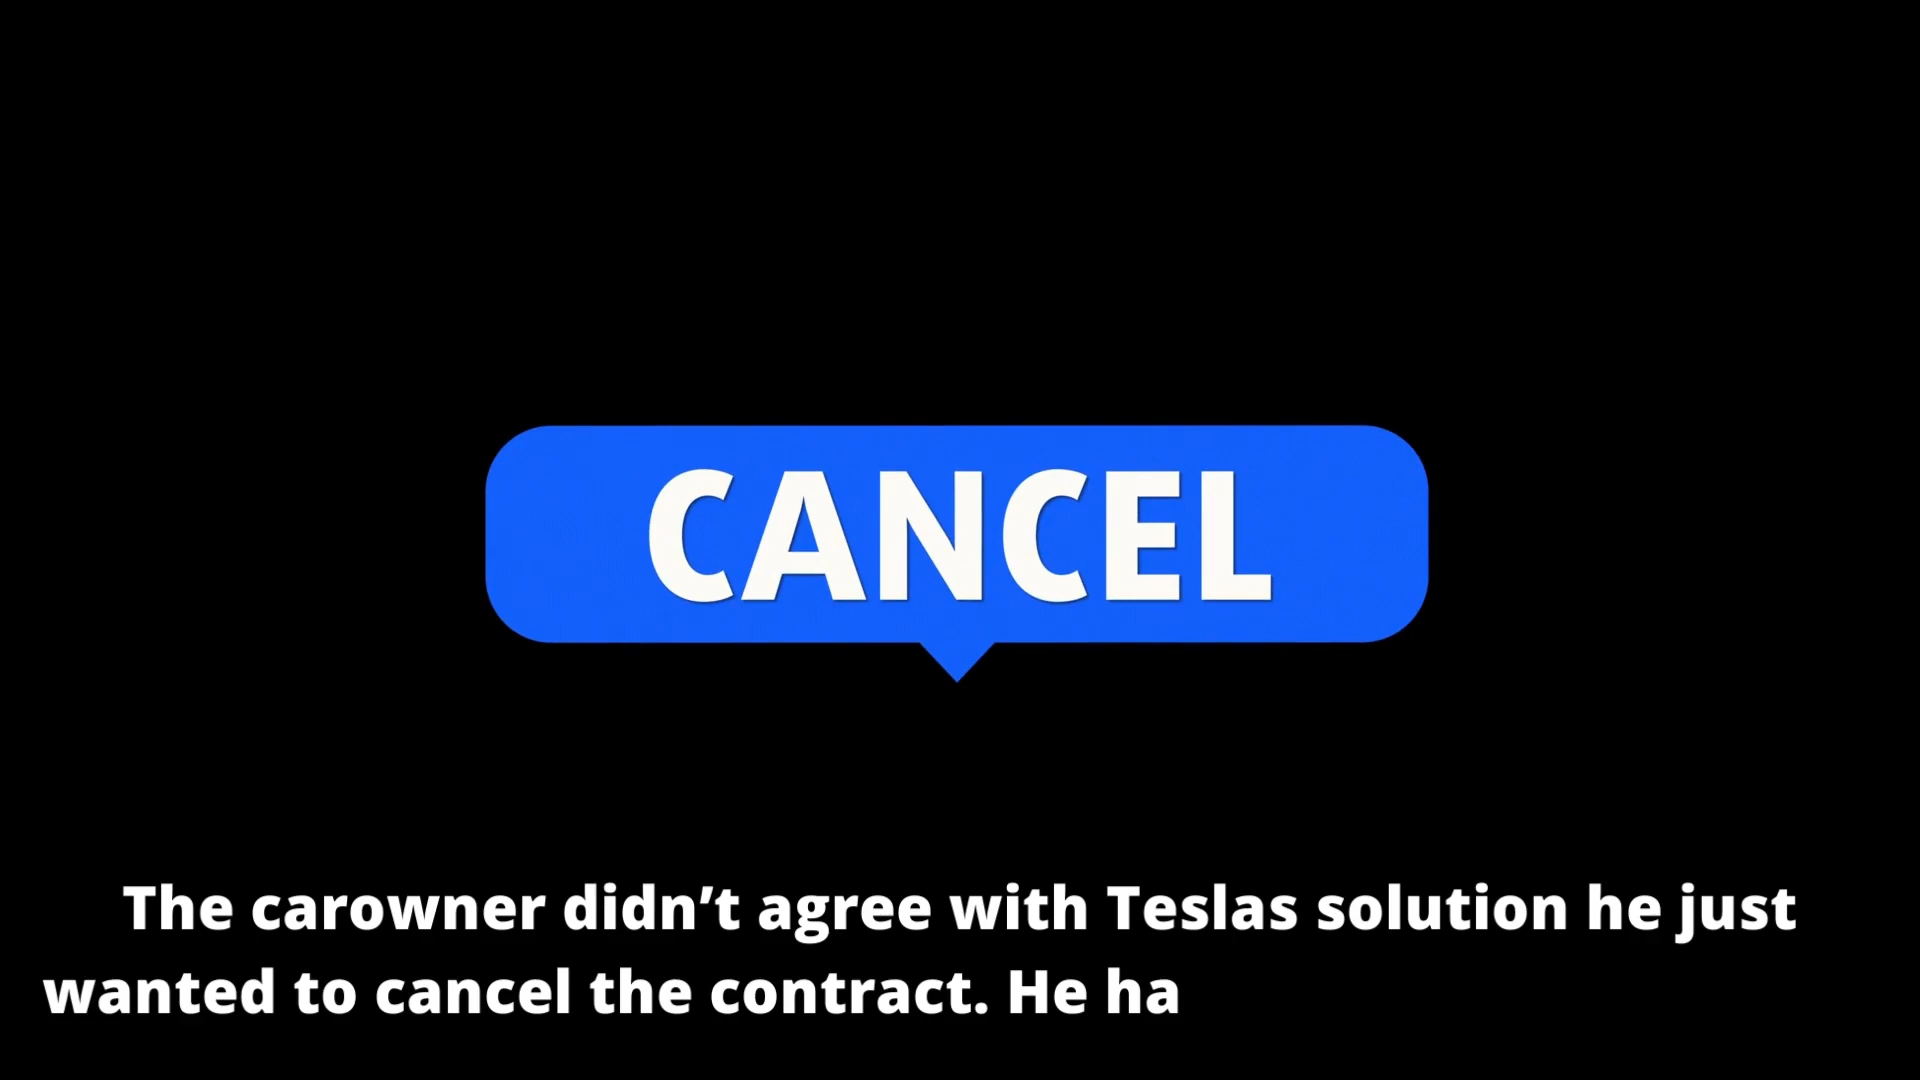 CANCEL
The carowner didn’t agree with Teslas solution he just
wanted to cancel the contract. He ha